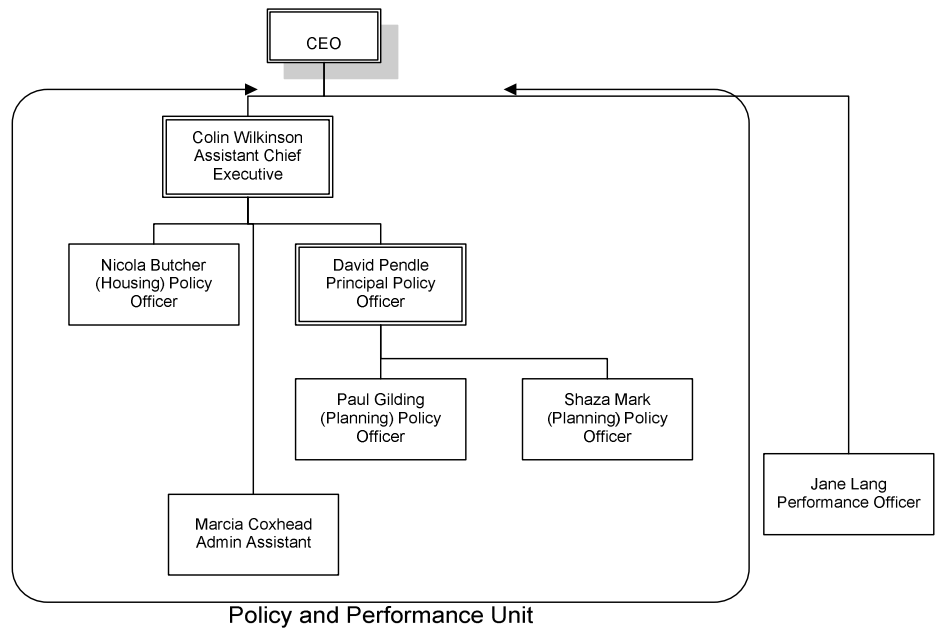 CEO
Colin Wilkinson
Assistant Chief
Executive
Nicola Butcher
(Housing) Policy
Officer
David Pendle
Principal Policy
Officer
Paul Gilding
(Planning) Policy
Officer
Shaza Mark
(Planning) Policy
Officer
Jane Lang
Performance Officer
Marcia Coxhead
Admin Assistant
Policy and Performance Unit